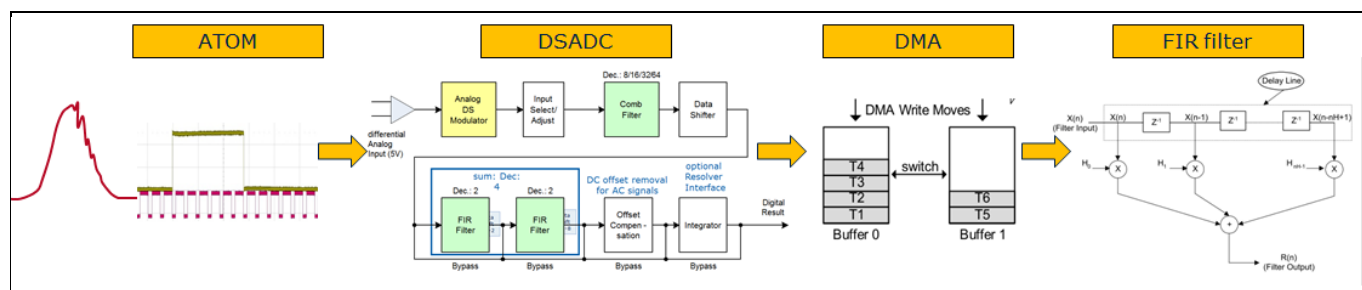 ATOM
DSADC
DMA
FIR filter
differential
Analog
Input (5V)
Analog
DS
Modulator
Input
Select/
Adjust
Dec.: 8/16/3264
Comb
Filter
Data
Shifter
sum: Dec:
4
Dec.: 2
FIR
Filter
Dec.: 2
FIR
Filter
DC offset removal
for AC signals
Offset
Compen-
sation
optional
Resolver
Interface
Integrator
Digital
Result
Bypass
Bypass
Bypass
Bypass
DMA Write Moves
T4
T3
T2
T1
Buffer 0
switch
T6
T5
Buffer 1
Delay Line
X(n)
(Filter Input)
X(n)
Z-1
X(n-1)
Z-1
Z-1
X(n-nH+1)
H0
X
H1
X
HnH-1
X
+
R(n)
(Filter Output)